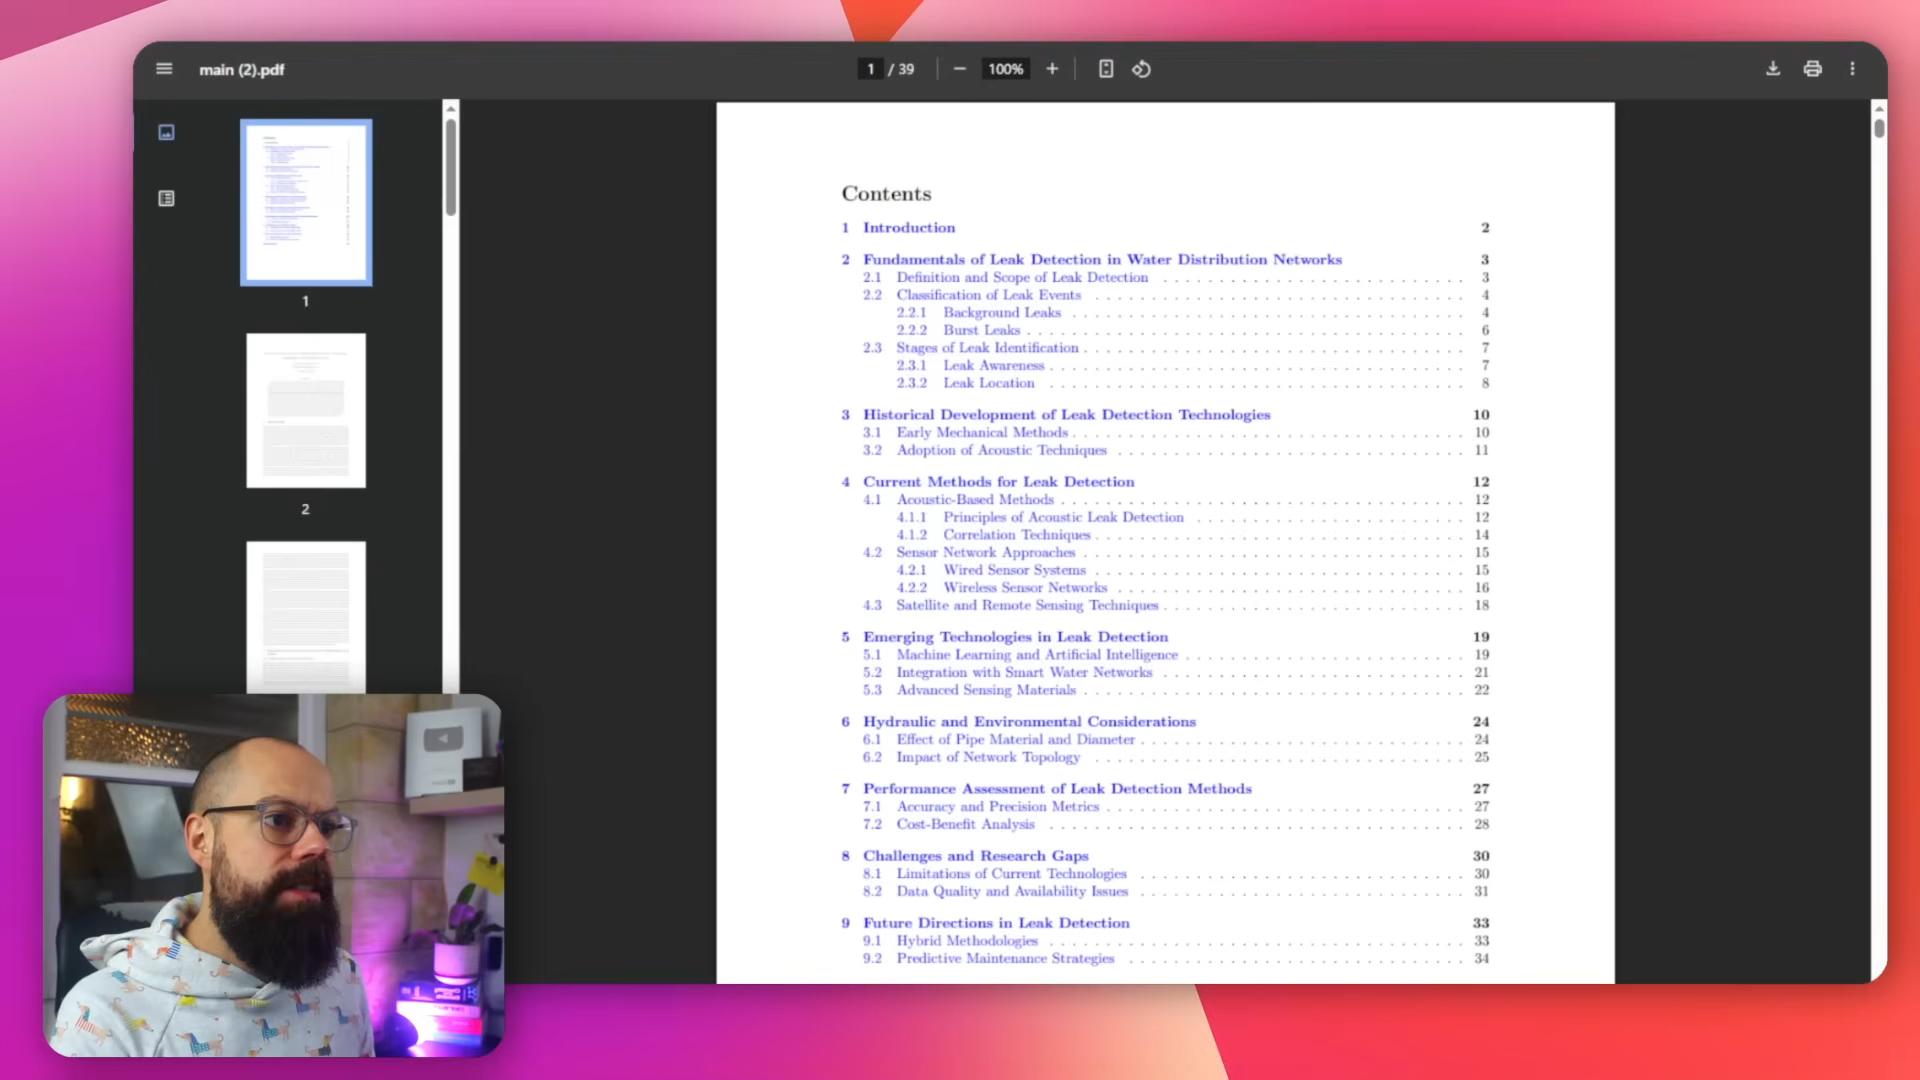 main (2).pdf
1 / 39
100%
1
2
Contents
1 Introduction 2
2 Fundamentals of Leak Detection in Water Distribution Networks 3
2.1 Definition and Scope of Leak Detection 3
2.2 Classification of Leak Events 4
2.2.1 Background Leaks 4
2.2.2 Burst Leaks 6
2.3 Stages of Leak Identification 7
2.3.1 Leak Awareness 7
2.3.2 Leak Location 8
3 Historical Development of Leak Detection Technologies 10
3.1 Early Mechanical Methods 10
3.2 Adoption of Acoustic Techniques 11
4 Current Methods for Leak Detection 12
4.1 Acoustic-Based Methods 12
4.1.1 Principles of Acoustic Leak Detection 12
4.1.2 Correlation Techniques 14
4.2 Sensor Network Approaches 15
4.2.1 Wired Sensor Systems 15
4.2.2 Wireless Sensor Networks 16
4.3 Satellite and Remote Sensing Techniques 18
5 Emerging Technologies in Leak Detection 19
5.1 Machine Learning and Artificial Intelligence 19
5.2 Integration with Smart Water Networks 21
5.3 Advanced Sensing Materials 22
6 Hydraulic and Environmental Considerations 24
6.1 Effect of Pipe Material and Diameter 24
6.2 Impact of Network Topology 25
7 Performance Assessment of Leak Detection Methods 27
7.1 Accuracy and Precision Metrics 27
7.2 Cost-Benefit Analysis 28
8 Challenges and Research Gaps 30
8.1 Limitations of Current Technologies 30
8.2 Data Quality and Availability Issues 31
9 Future Directions in Leak Detection 33
9.1 Hybrid Methodologies 33
9.2 Predictive Maintenance Strategies 34